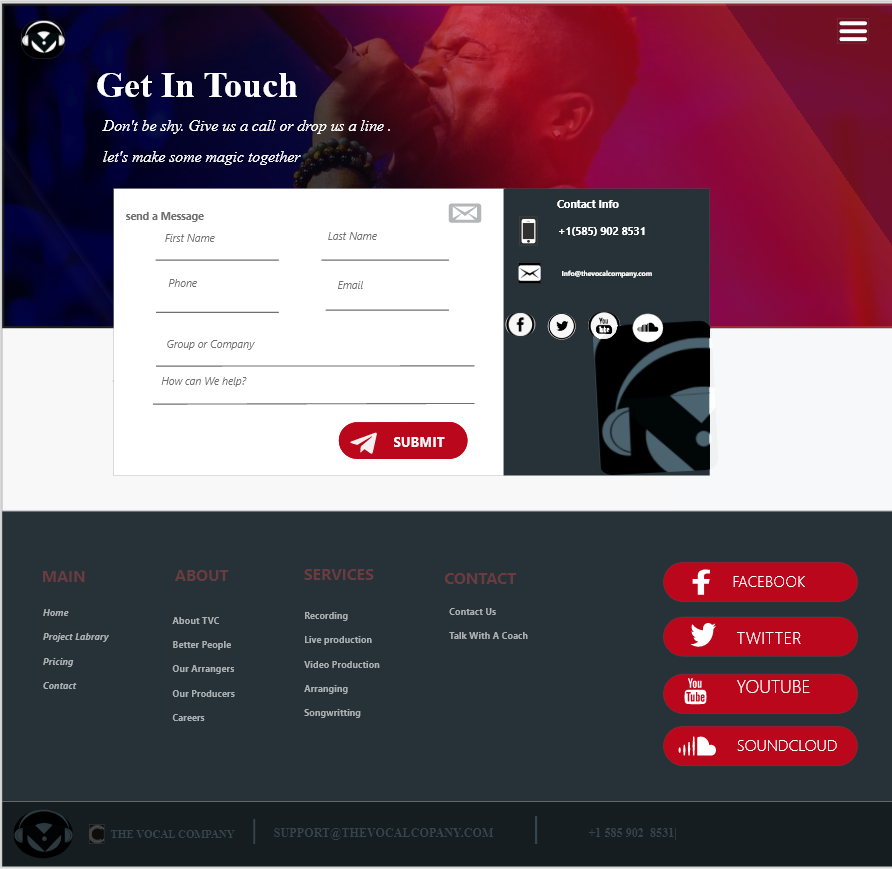 Get In Touch
Don't be shy. Give us a call or drop us a line .
let's make some magic together
send a Message
First Name
Last Name
Phone
Email
Group or Company
How can We help?
SUBMIT
Contact Info
+1(585) 902 8531
Info@thevocalcompany.com
You
Tube
MAIN
Home
Project Labrary
Pricing
Contact
ABOUT
About TVC
Better People
Our Arrangers
Our Producers
Careers
SERVICES
Recording
Live production
Video Production
Arranging
Songwritting
CONTACT
Contact Us
Talk With A Coach
FACEBOOK
TWITTER
You
Tube
YOUTUBE
SOUNDCLOUD
C THE VOCAL COMPANY
SUPPORT@THEVOCALCOPANY.COM
+1 585 902 8531|